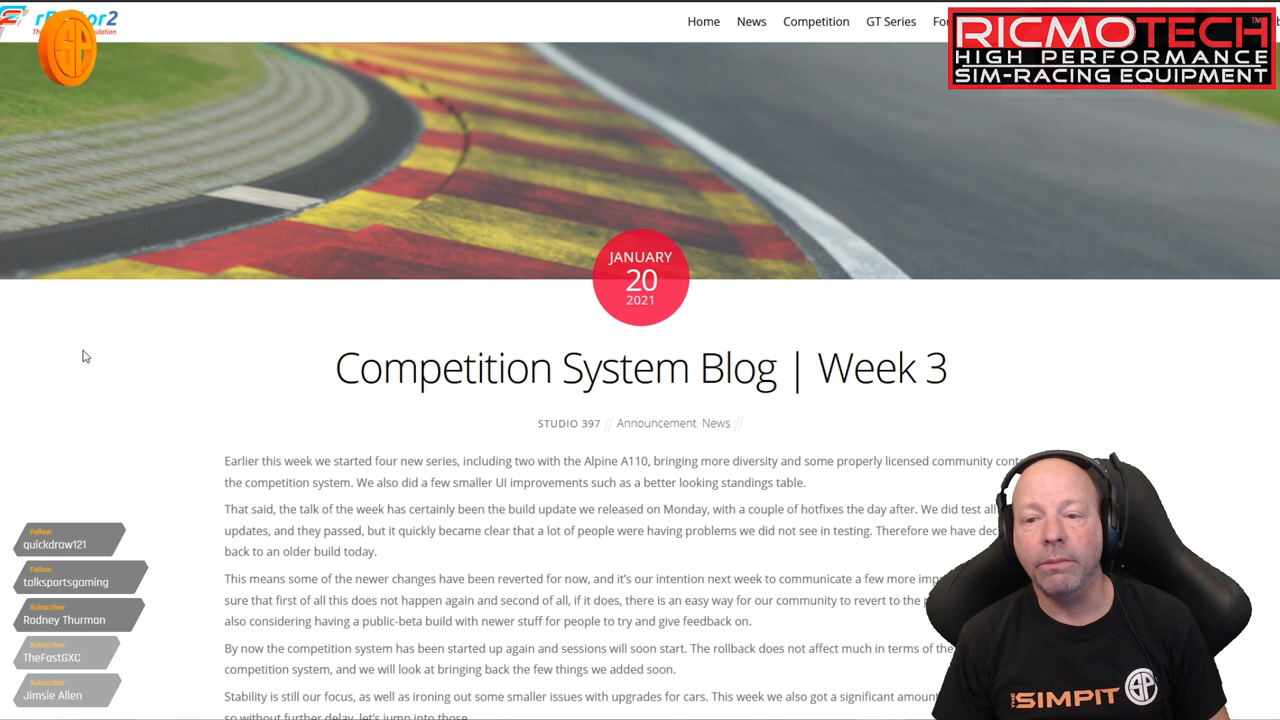 rFactor2
Home News Competition GT Series
RICMOTECH™
HIGH PERFORMANCE
SIM-RACING EQUIPMENT
JANUARY
20
2021
Competition System Blog | Week 3
STUDIO 397 // Announcement, News //
Earlier this week we started four new series, including two with the Alpine A110, bringing more diversity and some properly licensed community
the competition system. We also did a few smaller UI improvements such as a better looking standings table.
That said, the talk of the week has certainly been the build update we released on Monday, with a couple of hotfixes the day after. We did test
updates, and they passed, but it quickly became clear that a lot of people were having problems we did not see in testing. Therefore we have
back to an older build today.
This means some of the newer changes have been reverted for now, and it's our intention next week to communicate a few more
sure that first of all this does not happen again and second of all, if it does, there is an easy way for our community to revert to the
also considering having a public-beta build with newer stuff for people to try and give feedback on.
By now the competition system has been started up again and sessions will soon start. The rollback does not affect much in terms of the
competition system, and we will look at bringing back the few things we added soon.
Stability is still our focus, as well as ironing out some smaller issues with upgrades for cars. This week we also got a significant
so without further delay, let's jump into those.
Follow
quickdraw121
Follow
talksportsgaming
Subscriber
Rodney Thurman
Subscriber
TheFastGXC
Subscriber
Jimsie Allen
THE SIMPIT SP